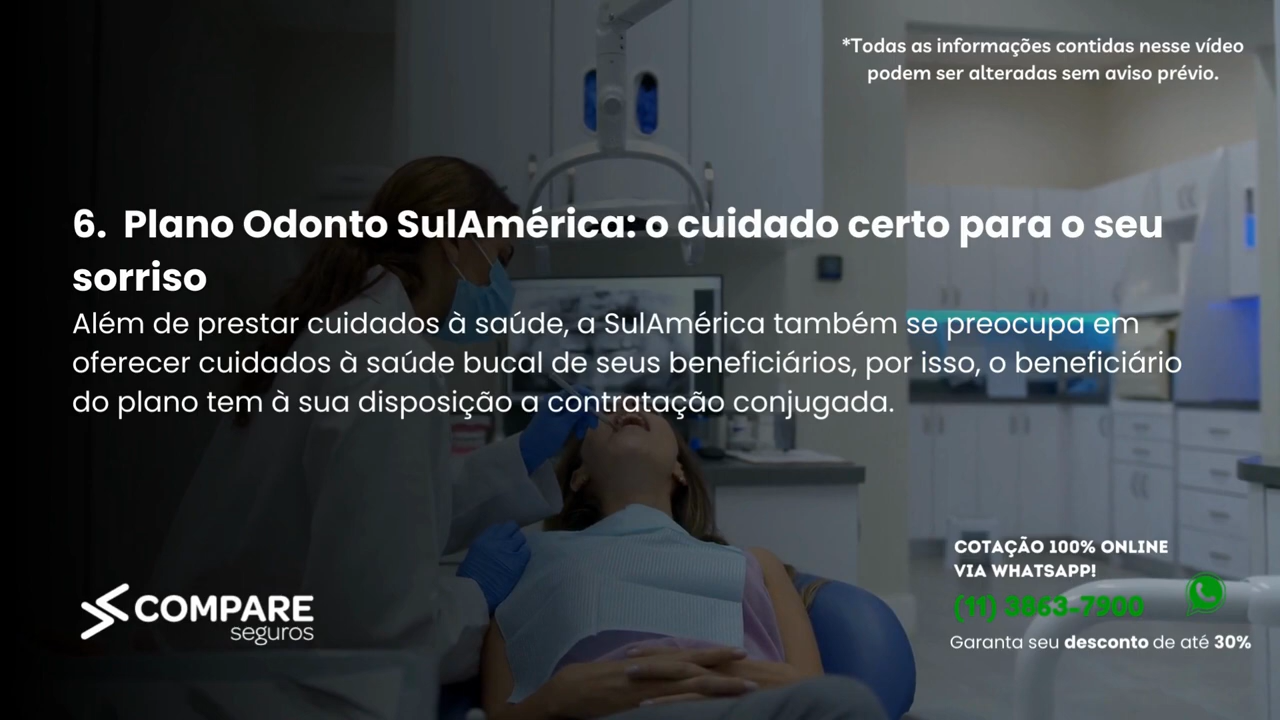 *Todas as informações contidas nesse vídeo
podem ser alteradas sem aviso prévio.
6. Plano Odonto SulAmérica: o cuidado certo para o seu
sorriso
Além de prestar cuidados à saúde, a SulAmérica também se preocupa em
oferecer cuidados à saúde bucal de seus beneficiários, por isso, o beneficiário
do plano tem à sua disposição a contratação conjugada.
COTAÇÃO 100% ONLINE
VIA WHATSAPP!
(11) 3863-7900
Garanta seu desconto de até 30%
COMPARE
seguros